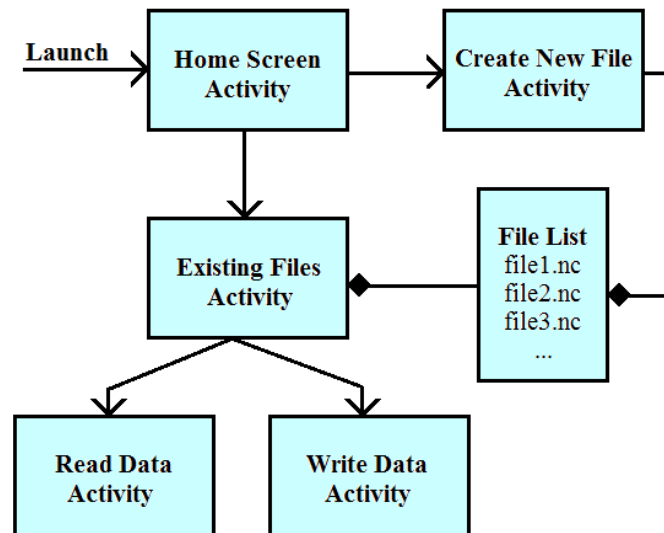 Launch
Home Screen
Activity
Create New File
Activity
Existing Files
Activity
File List
file1.nc
file2.nc
file3.nc
...
Read Data
Activity
Write Data
Activity